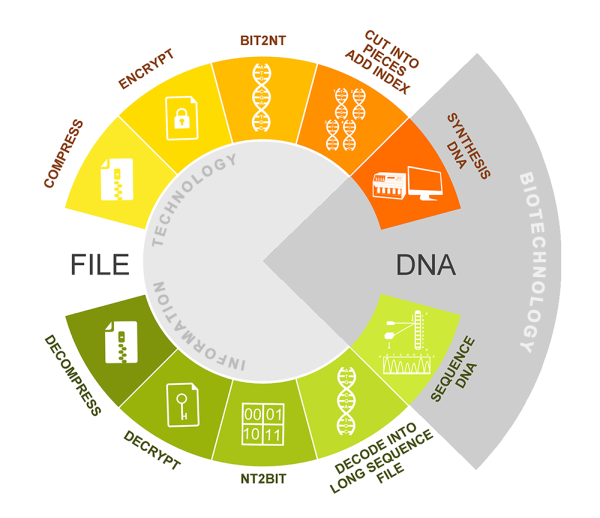 COMPRESS
ENCRYPT
BIT2NT
CUT INTO
PIECES
ADD INDEX
SYNTHESIS
DNA
BIOTECHNOLOGY
INFORMATION TECHNOLOGY
FILE
DNA
DECOMPRESS
DECRYPT
00 01
10 11
NT2BIT
DECODE INTO
LONG SEQUENCE
FILE
SEQUENCE
DNA